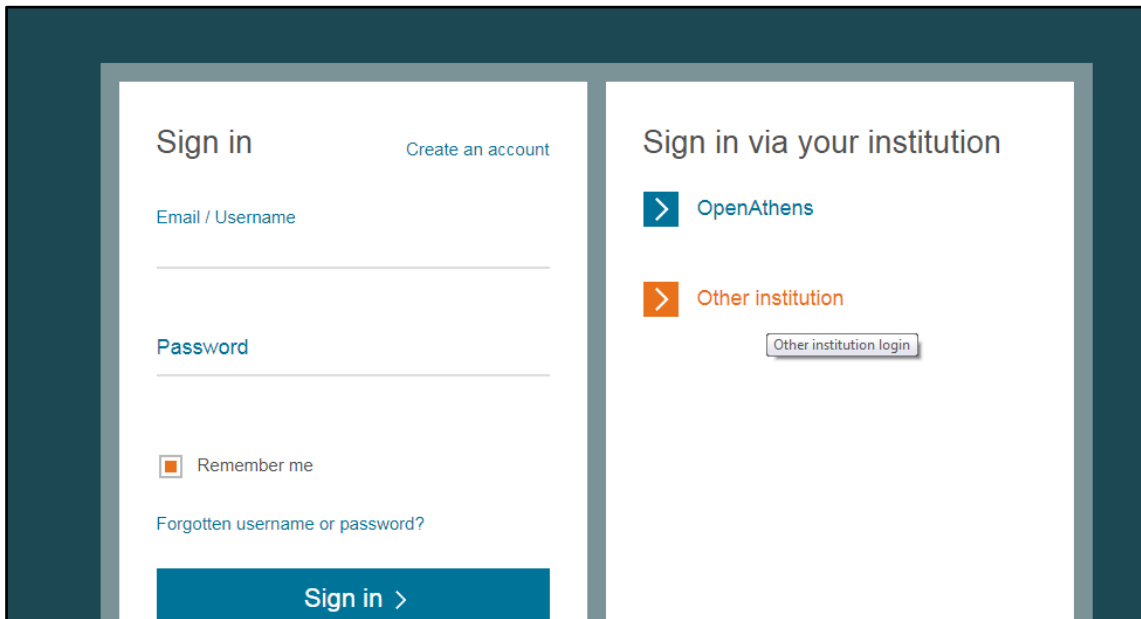 Sign in
Create an account
Email / Username
Password
Remember me
Forgotten username or password?
Sign in >
Sign in via your institution
OpenAthens
Other institution
Other institution login